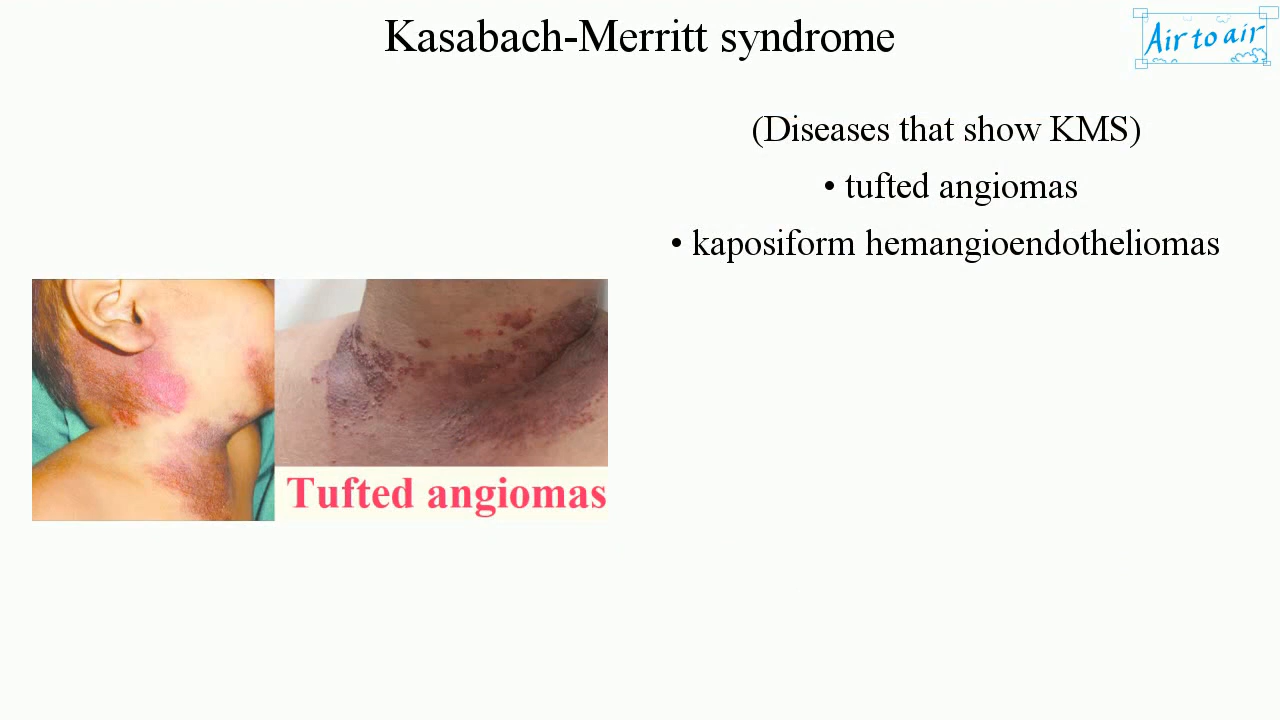 Kasabach-Merritt syndrome
Air to air
(Diseases that show KMS)
• tufted angiomas
• kaposiform hemangioendotheliomas
Tufted angiomas